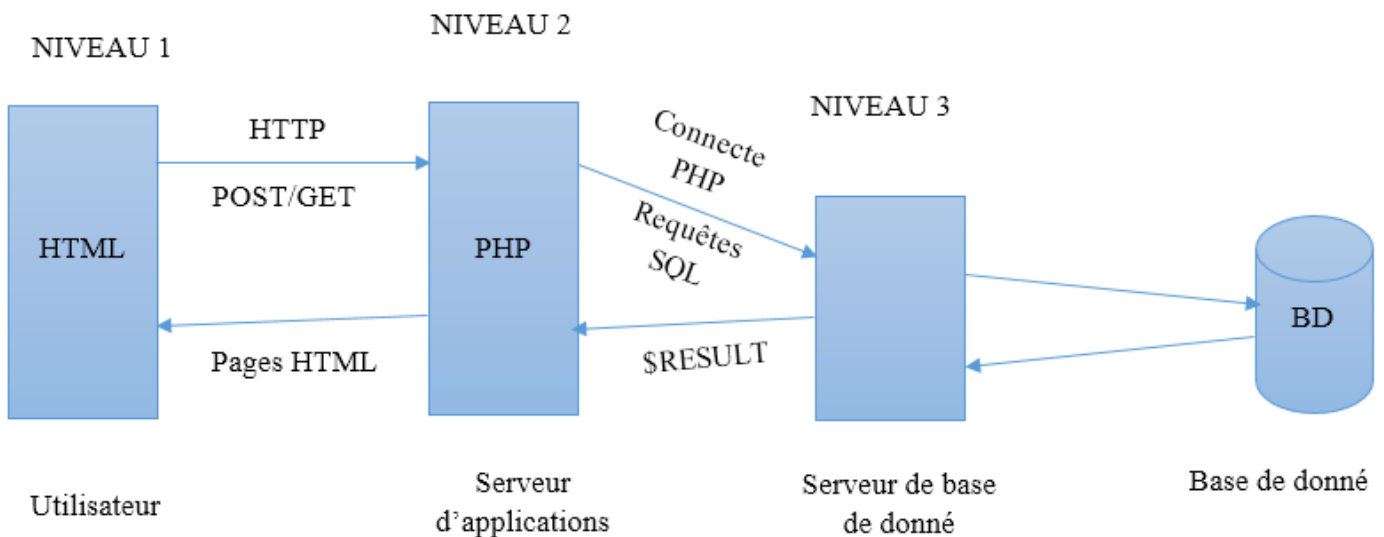 NIVEAU 1
NIVEAU 2
NIVEAU 3
HTML
HTTP
POST/GET
Pages HTML
PHP
Connecte
PHP
Requêtes
SQL
$RESULT
BD
Utilisateur
Serveur
d’applications
Serveur de base
de donné
Base de donné